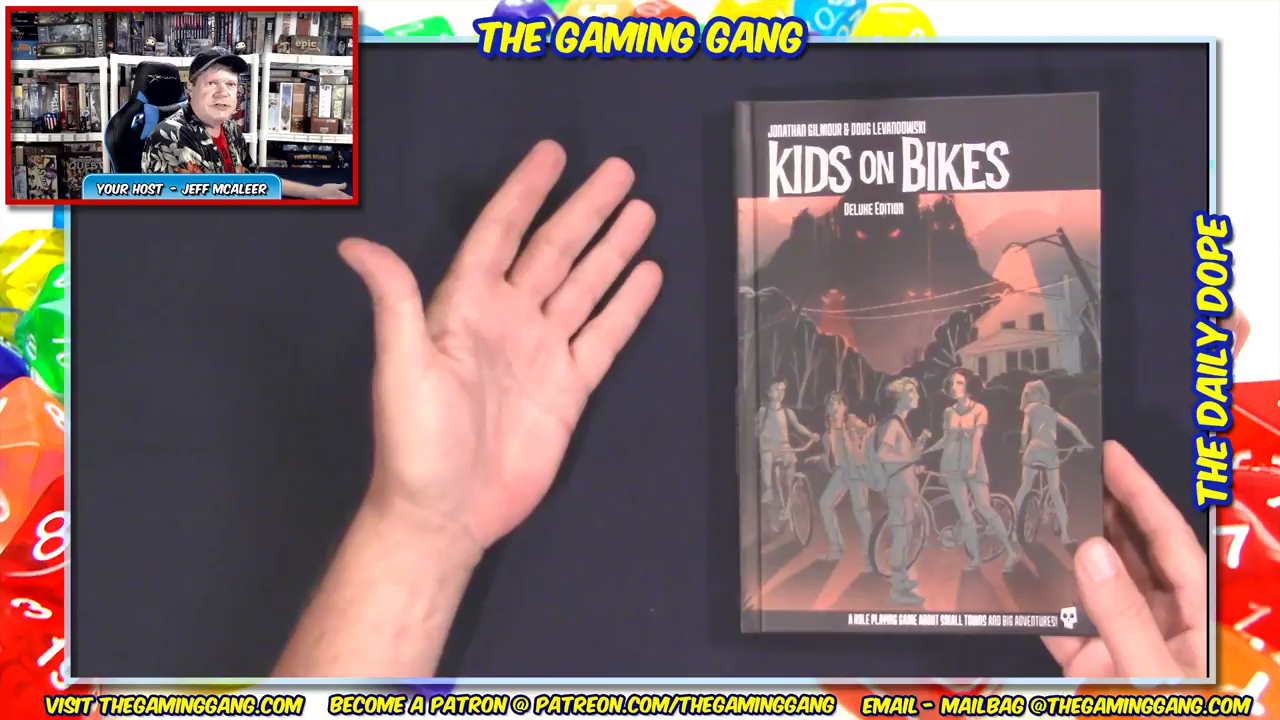 THE GAMING GANG
YOUR HOST - JEFF MCALEER
JONATHAN GILMOUR & DOUG LEVANDOWSKI
KIDS ON BIKES
DELUXE EDITION
A ROLE PLAYING GAME ABOUT SMALL TOWNS AND BIG ADVENTURES!
THE DAILY DOPE
VISIT THEGAMINGGANG.COM
BECOME A PATRON @ PATREON.COM/THEGAMINGGANG
EMAIL - MAILBAG @THEGAMINGGANG.COM
epic
QUEST